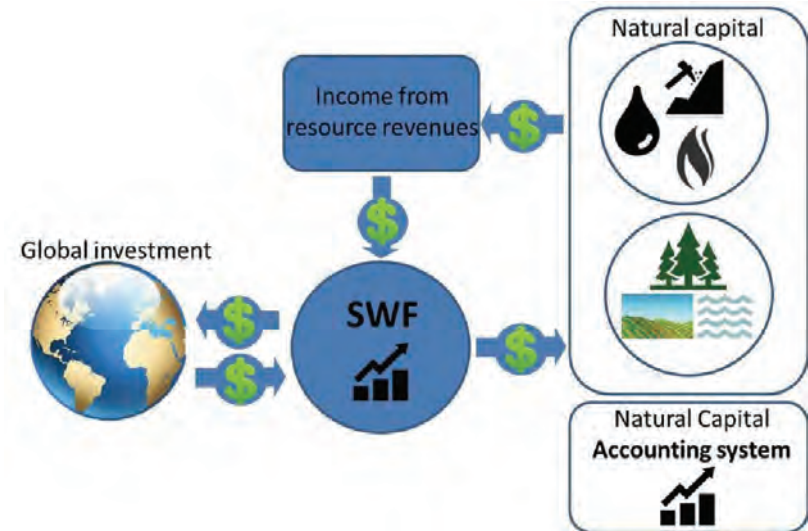 Natural capital
Income from
resource revenues
$
$
Global investment
$
$
SWF
$
Natural Capital
Accounting system